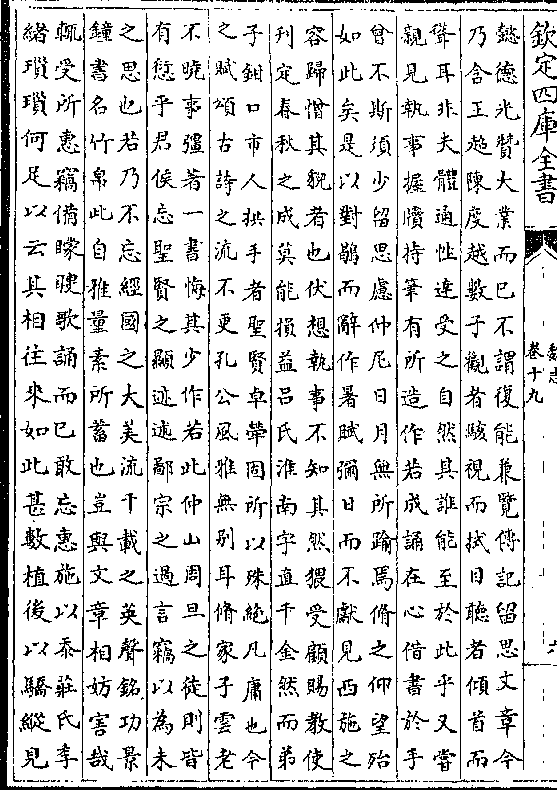 欽定四庫全書
魏志
卷十九
六
懿德光贊大業而已不謂復能兼覽傳記留思文章今
乃含王超陳度越數子觀者駭視而拭目聽者傾首而
聳耳非夫體通性達受之自然其誰能至於此乎又嘗
親見執事握牘持筆有所造作若成誦在心借書於手
曾不斯須少留思慮仲尼日月無所踰焉脩之仰望殆
如此矣是以對鶡而辭作暑賦彌日而不獻見西施之
容歸憎其貌者也伏想執事不知其然猥受顧賜教使
刊定春秋之成莫能損益吕氏淮南字直千金然而弟
子鉗口市人拱手者聖賢卓犖固所以殊絶凡庸也今
之賦頌古詩之流不更孔公風雅無别耳脩家子雲老
不曉事彊著一書悔其少作若此仲山周旦之徒則皆
有愆乎君侯忘聖賢之顯迹述鄙宗之過言竊以為未
之思也若乃不忘經國之大美流千載之英聲銘功景
鐘書名竹帛此自雅量素所蓄也豈與文章相妨害哉
輒受所惠竊備矇瞍歌誦而已敢忘惠施以忝莊氏季
緒瑣瑣何足以云其相往來如此甚數植後以驕縱見